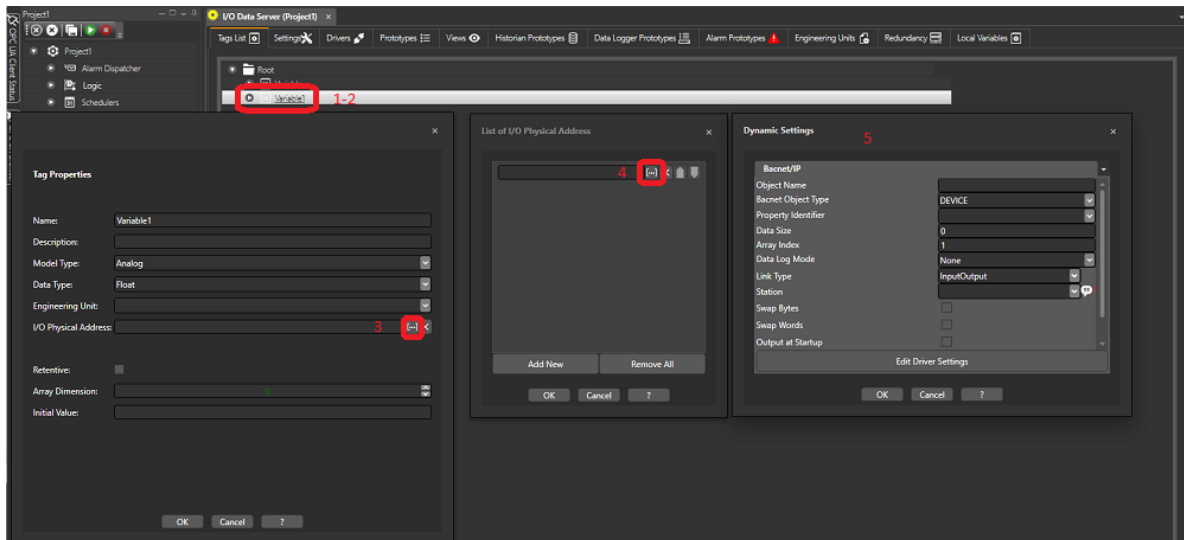 Project1
I/O Data Server (Project1) ×
Tags List Settings Drivers Prototypes Views Historian Prototypes Data Logger Prototypes Alarm Prototypes Engineering Units Redundancy Local Variables
OPC UA Client Status
Project1
Alarm Dispatcher
Logic
Schedulers
Root
Variable1
1-2
Tag Properties
Name: Variable1
Description:
Model Type: Analog
Data Type: Float
Engineering Unit:
I/O Physical Address: 3 [...] <
Retentive:
Array Dimension: 0
Initial Value:
OK Cancel ?
List of I/O Physical Address ×
4 [...]
Add New Remove All
OK Cancel ?
Dynamic Settings 5 ×
Bacnet/IP
Object Name
Bacnet Object Type DEVICE
Property Identifier
Data Size 0
Array Index 1
Data Log Mode None
Link Type InputOutput
Station
Swap Bytes
Swap Words
Output at Startup
Edit Driver Settings
OK Cancel ?